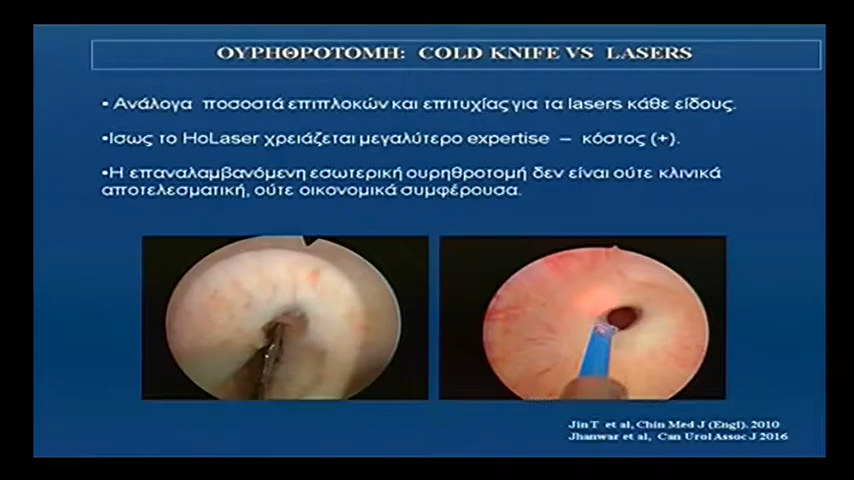 ΟΥΡΗΘΡΟΤΟΜΗ: COLD KNIFE VS LASERS
• Ανάλογα ποσοστά επιπλοκών και επιτυχίας για τα lasers κάθε είδους.
•Ισως το HoLaser χρειάζεται μεγαλύτερο expertise – κόστος (+).
•Η επαναλαμβανόμενη εσωτερική ουρηθροτομή δεν είναι ούτε κλινικά
αποτελεσματική, ούτε οικονομικά συμφέρουσα.
Jin T et al, Chin Med J (Engl). 2010
Jhanwar et al, Can Urol Assoc J 2016